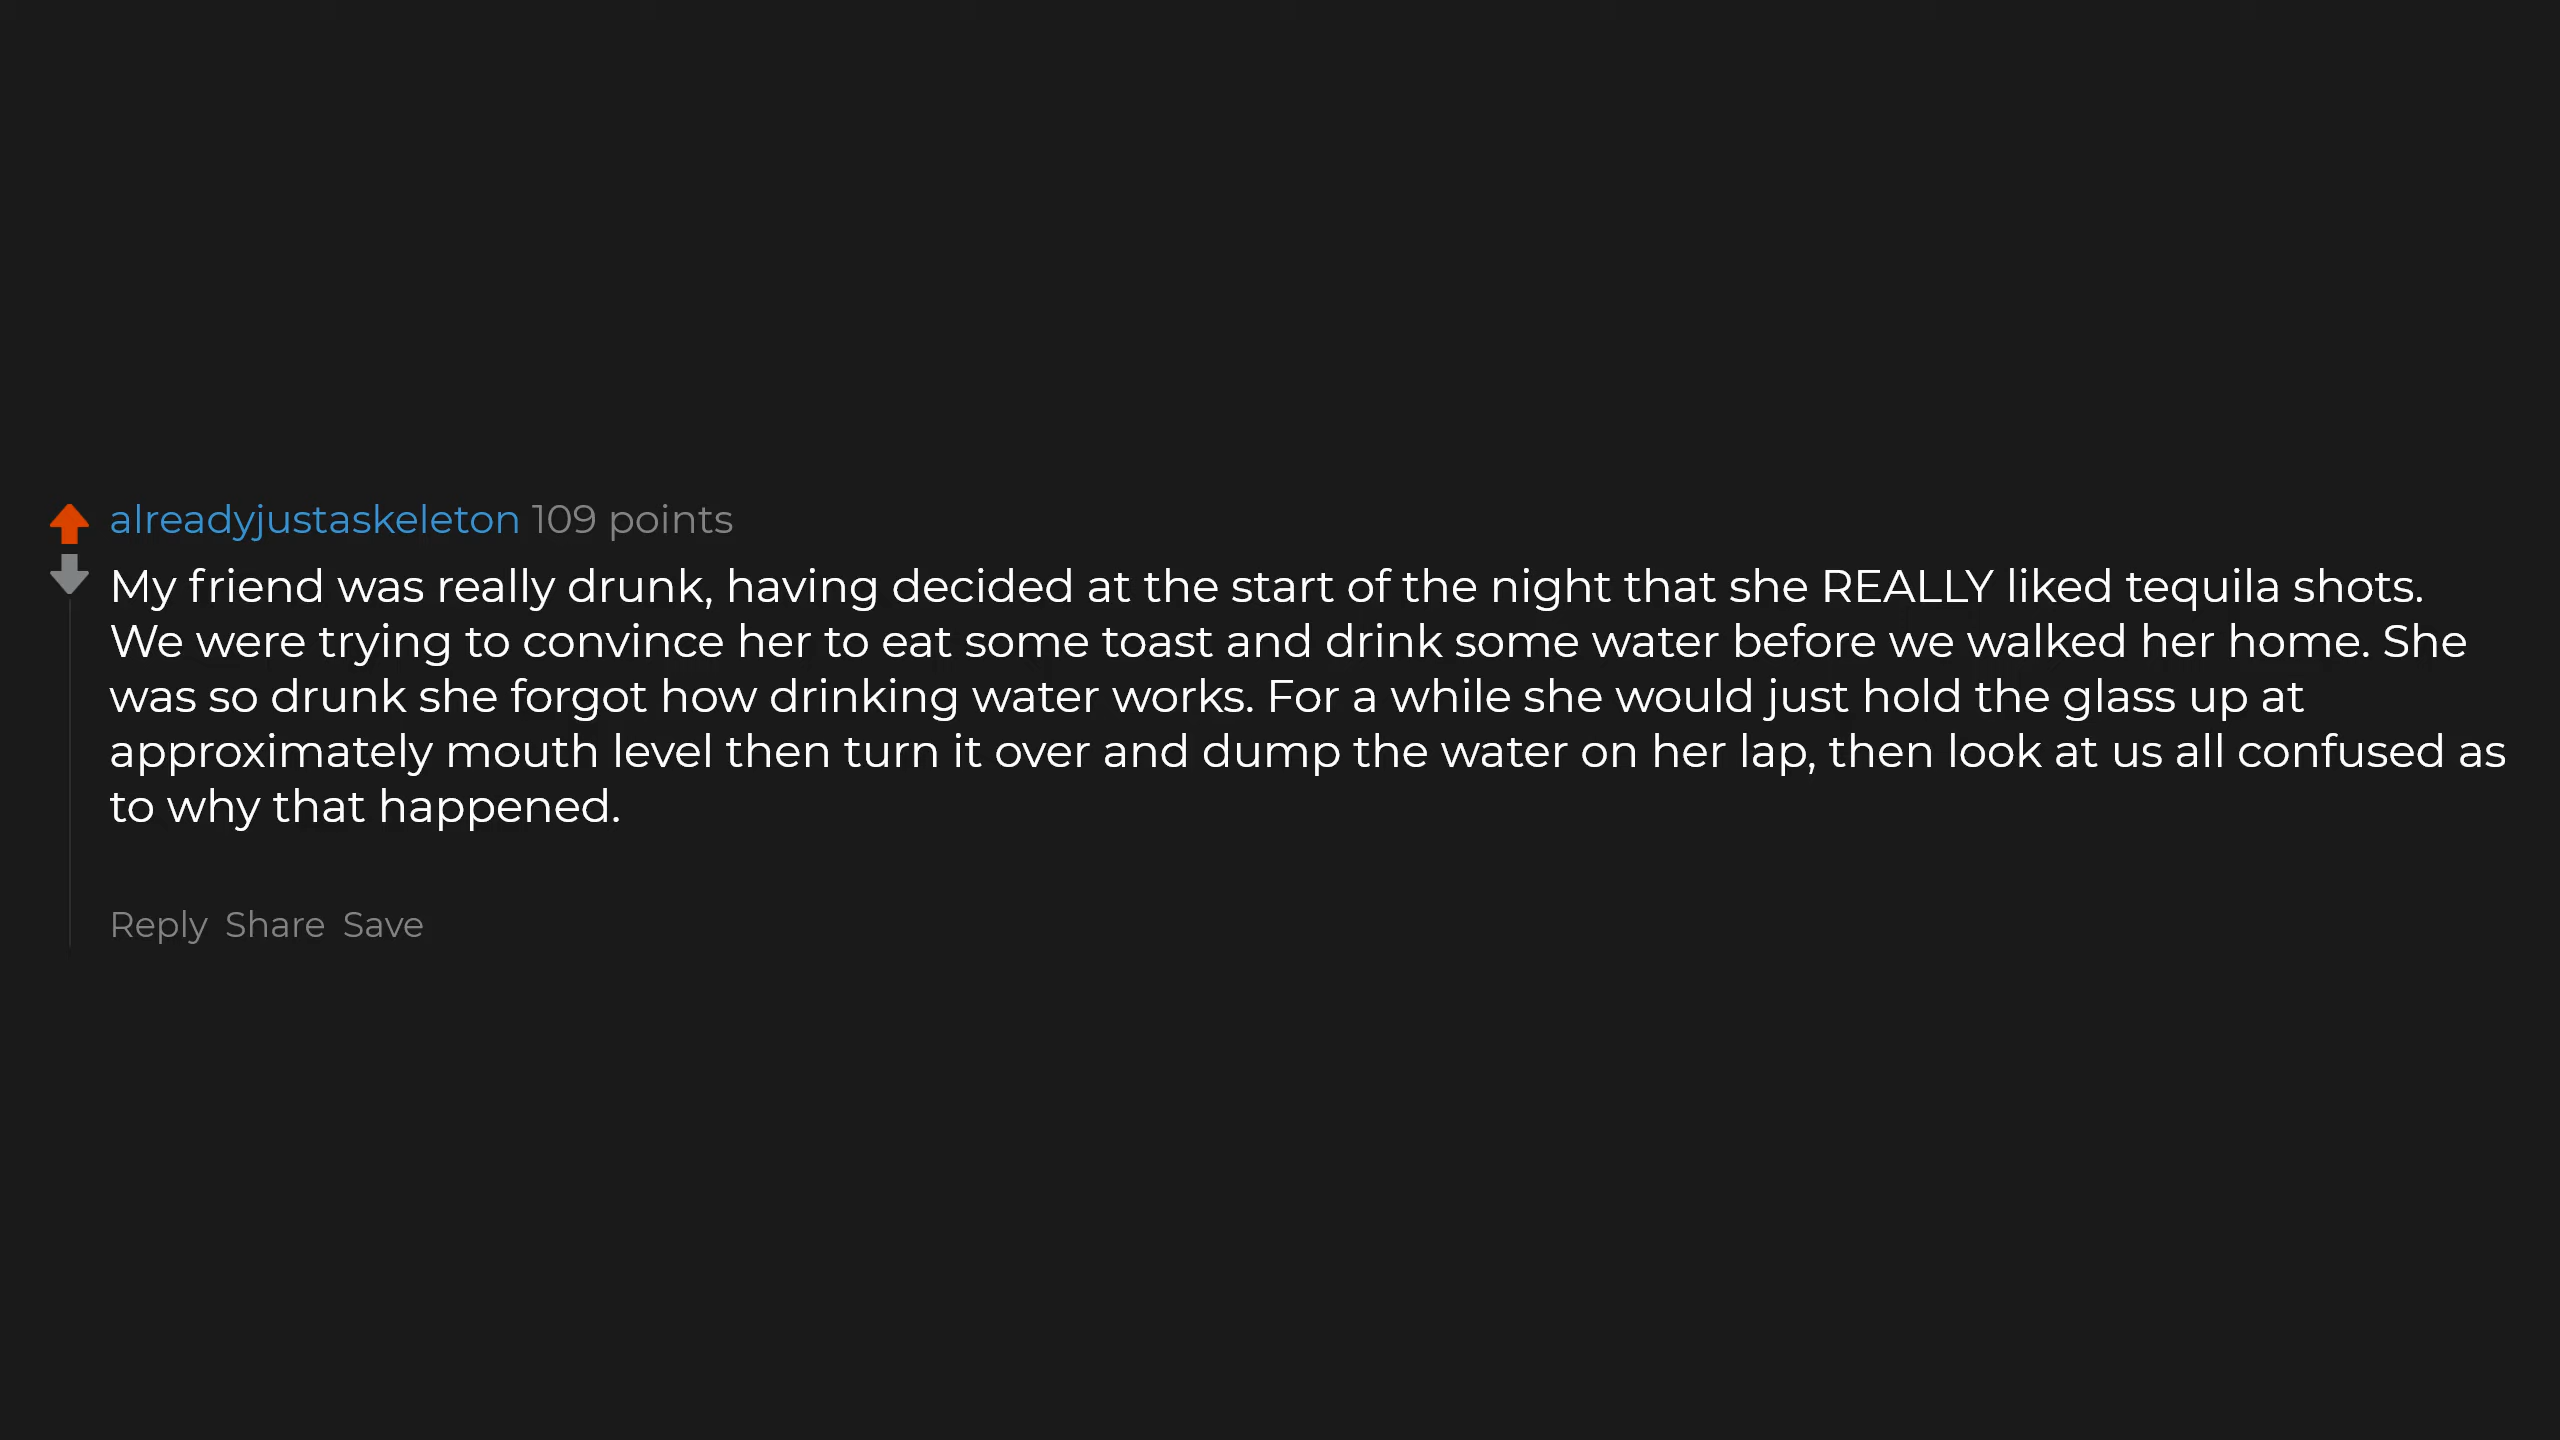 alreadyjustaskeleton 109 points
My friend was really drunk, having decided at the start of the night that she REALLY liked tequila shots.
We were trying to convince her to eat some toast and drink some water before we walked her home. She
was so drunk she forgot how drinking water works. For a while she would just hold the glass up at
approximately mouth level then turn it over and dump the water on her lap, then look at us all confused as
to why that happened.
Reply Share Save